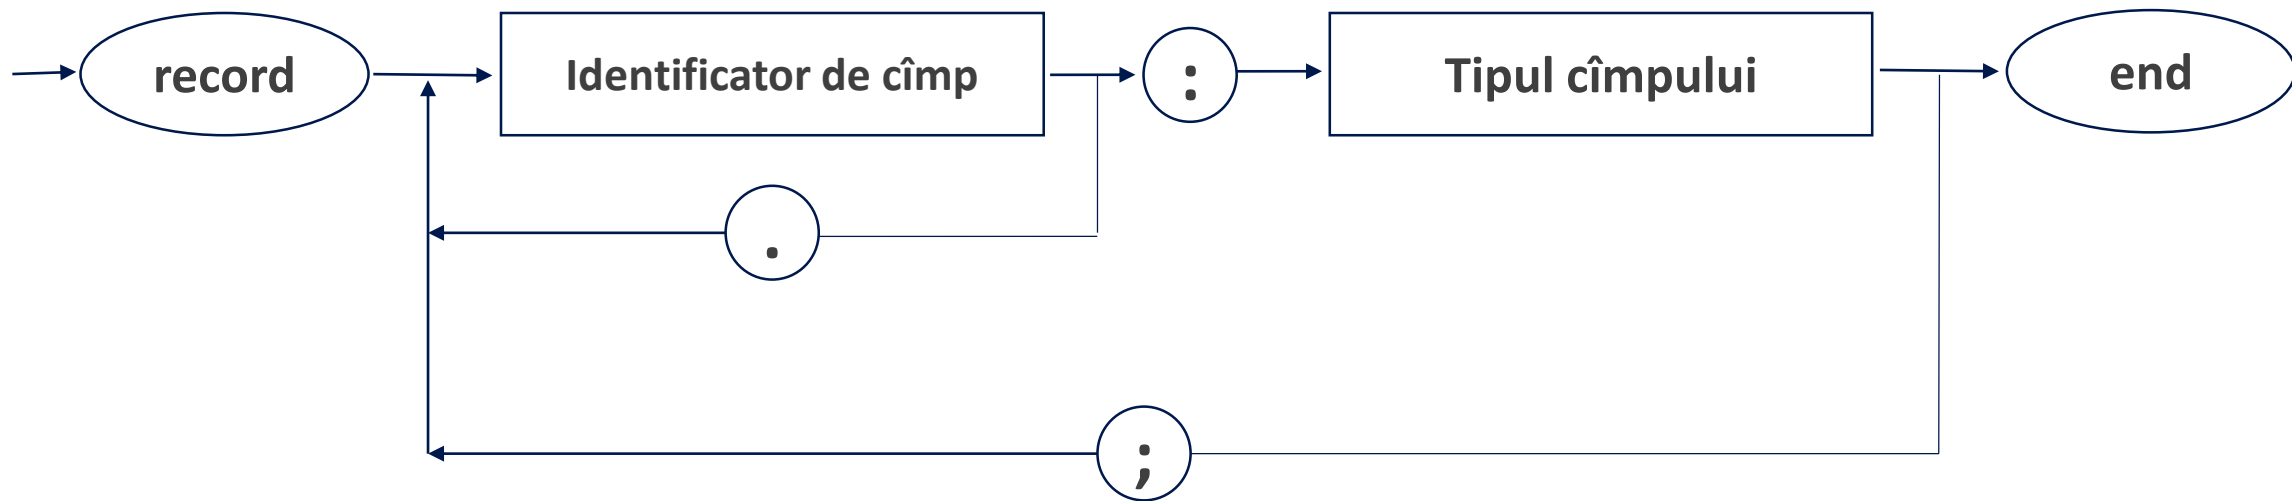 record
Identificator de cîmp
:
Tipul cîmpului
end
.
;